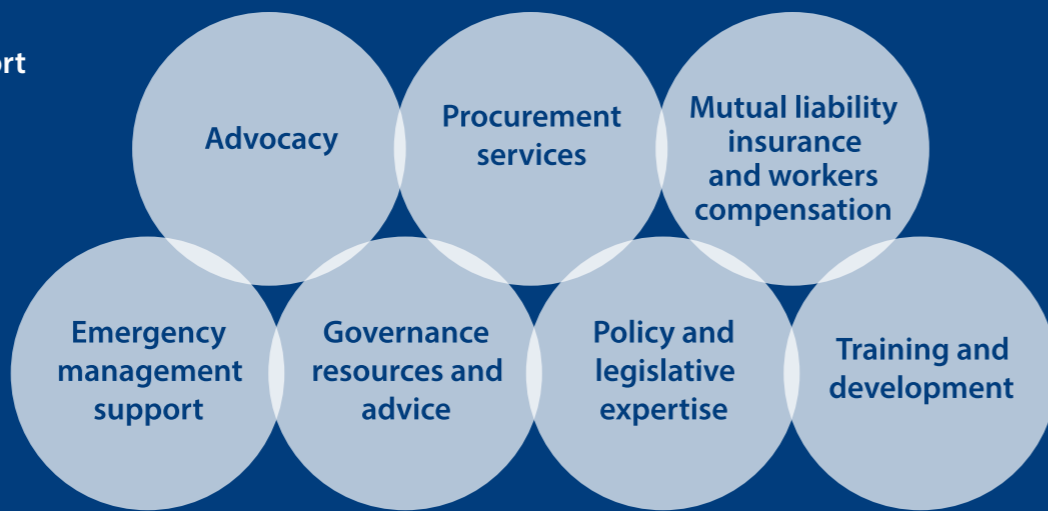 Advocacy
Procurement
services
Mutual liability
insurance
and workers
compensation
Emergency
management
support
Governance
resources and
advice
Policy and
legislative
expertise
Training and
development